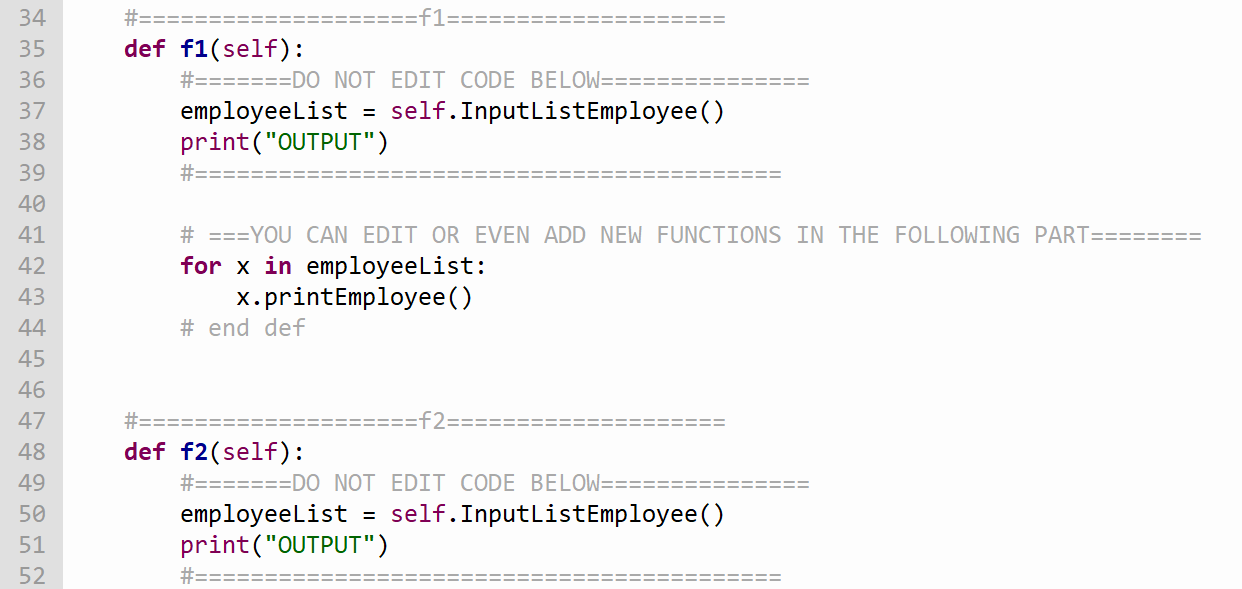 34 #====================f1====================
35 def f1(self):
36 #=======DO NOT EDIT CODE BELOW===============
37 employeeList = self.InputListEmployee()
38 print("OUTPUT")
39 #==========================================
40
41 # ===YOU CAN EDIT OR EVEN ADD NEW FUNCTIONS IN THE FOLLOWING PART========
42 for x in employeeList:
43 x.printEmployee()
44 # end def
45
46
47 #====================f2====================
48 def f2(self):
49 #=======DO NOT EDIT CODE BELOW===============
50 employeeList = self.InputListEmployee()
51 print("OUTPUT")
52 #==========================================